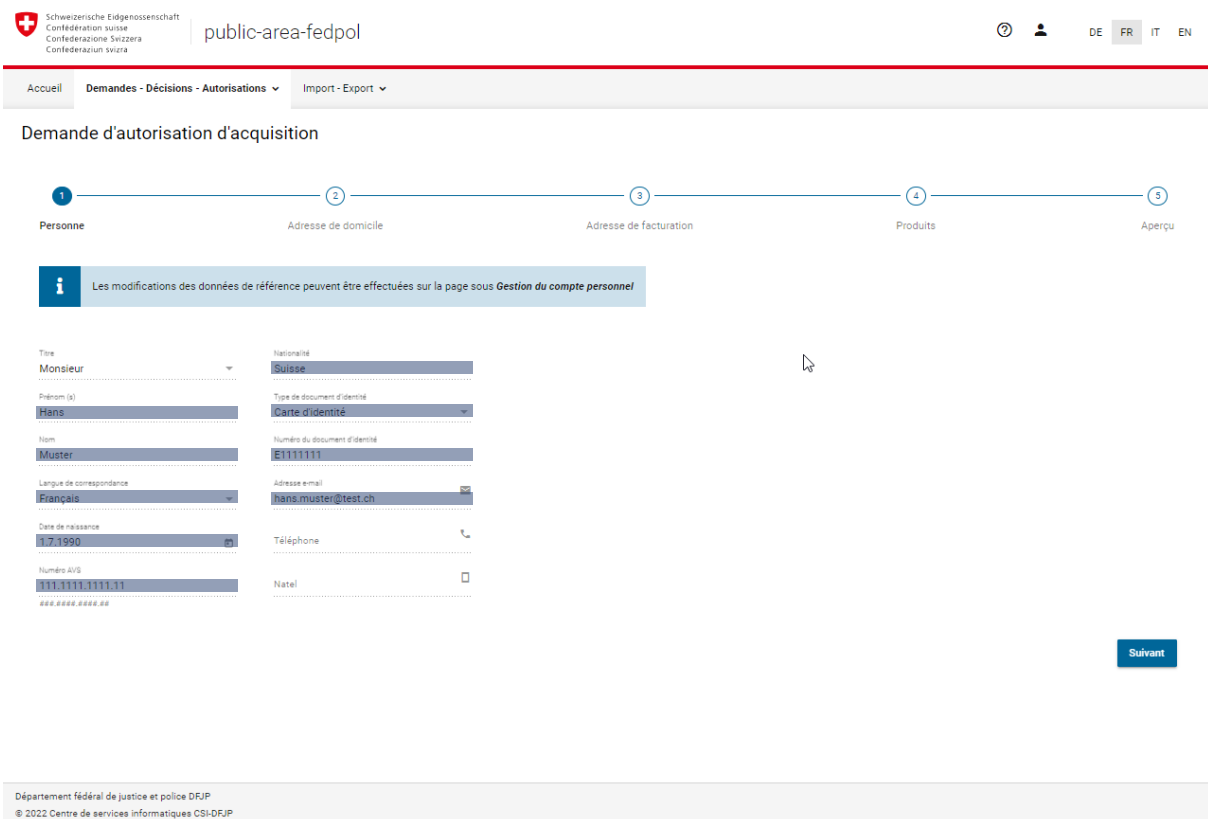 Schweizerische Eidgenossenschaft
Confédération suisse
Confederazione Svizzera
Confederaziun svizra
public-area-fedpol
DE FR IT EN
Accueil Demandes - Décisions - Autorisations Import - Export
Demande d'autorisation d'acquisition
1 2 3 4 5
Personne Adresse de domicile Adresse de facturation Produits Aperçu
i Les modifications des données de référence peuvent être effectuées sur la page sous Gestion du compte personnel
Titre
Monsieur
Prénom (s)
Hans
Nom
Muster
Langue de correspondance
Français
Date de naissance
1.7.1990
Numéro AVS
111.1111.1111.11
###.####.####.##
Nationalité
Suisse
Type de document d'identité
Carte d'identité
Numéro du document d'identité
E1111111
Adresse e-mail
hans.muster@test.ch
Téléphone
Natel
Suivant
Département fédéral de justice et police DFJP
© 2022 Centre de services informatiques CSI-DFJP